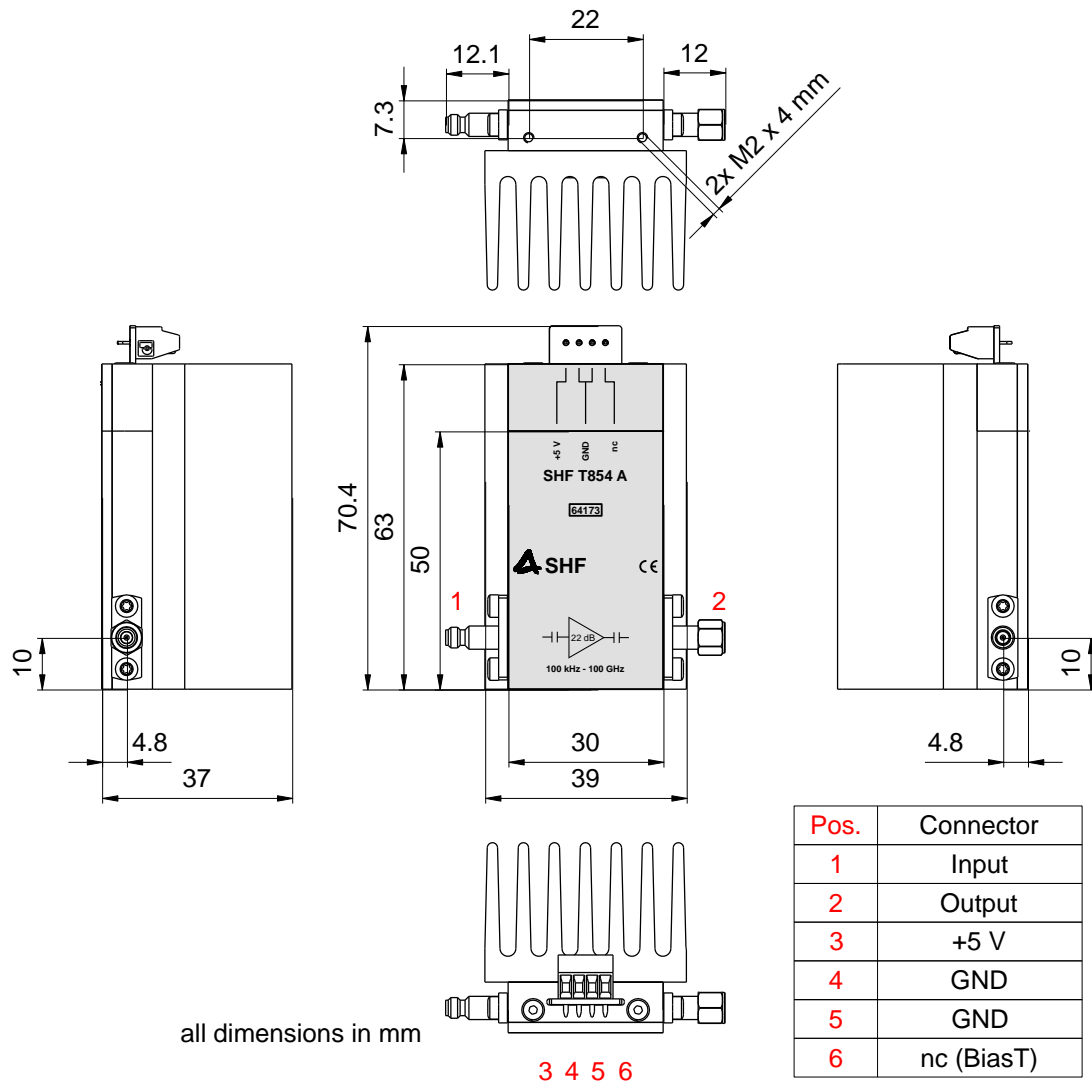 22
12.1
12
7.3
2x M2 x 4 mm
70.4
63
50
+5 V
GND
nc
SHF T854 A
64173
SHF
CE
1
2
22 dB
100 kHz - 100 GHz
10
10
4.8
37
30
39
4.8
Pos. Connector
1 Input
2 Output
3 +5 V
4 GND
5 GND
6 nc (BiasT)
all dimensions in mm
3 4 5 6